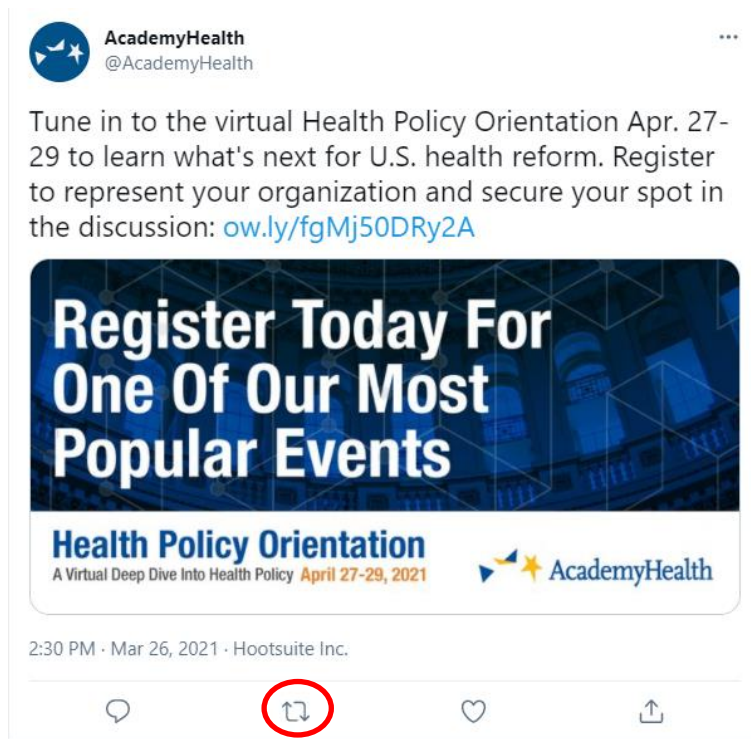 AcademyHealth
@AcademyHealth
Tune in to the virtual Health Policy Orientation Apr. 27-
29 to learn what's next for U.S. health reform. Register
to represent your organization and secure your spot in
the discussion: ow.ly/fgMj50DRy2A
Register Today For
One Of Our Most
Popular Events
Health Policy Orientation
A Virtual Deep Dive Into Health Policy April 27-29, 2021
AcademyHealth
2:30 PM · Mar 26, 2021 · Hootsuite Inc.